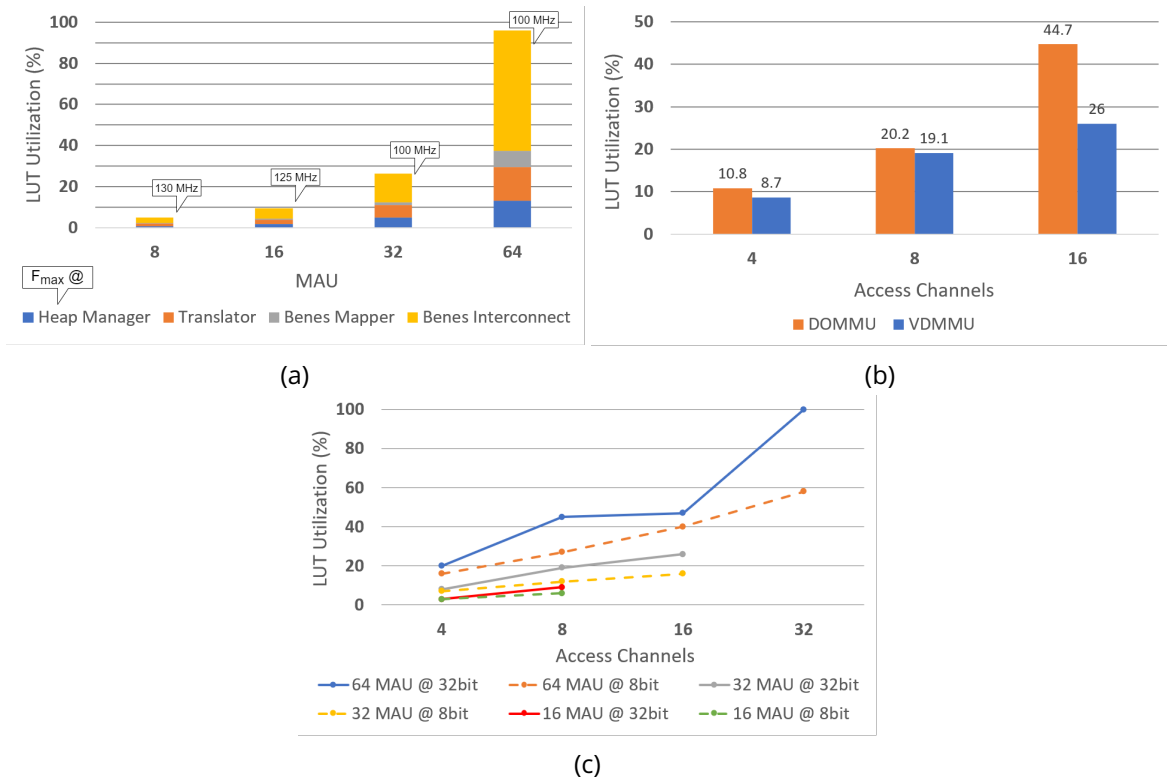 100
90
80
60
40
20
0
LUT Utilization (%)
130 MHz
125 MHz
100 MHz
100 MHz
8 16 32 64
MAU
Fmax @
Heap Manager Translator Benes Mapper Benes Interconnect
(a)
50
40
30
20
10
0
LUT Utilization (%)
10.8 8.7 20.2 19.1 44.7 26
4 8 16
Access Channels
DOMMU VDMMU
(b)
100
80
60
40
20
0
LUT Utilization (%)
4 8 16 32
Access Channels
64 MAU @ 32bit 64 MAU @ 8bit 32 MAU @ 32bit
32 MAU @ 8bit 16 MAU @ 32bit 16 MAU @ 8bit
(c)